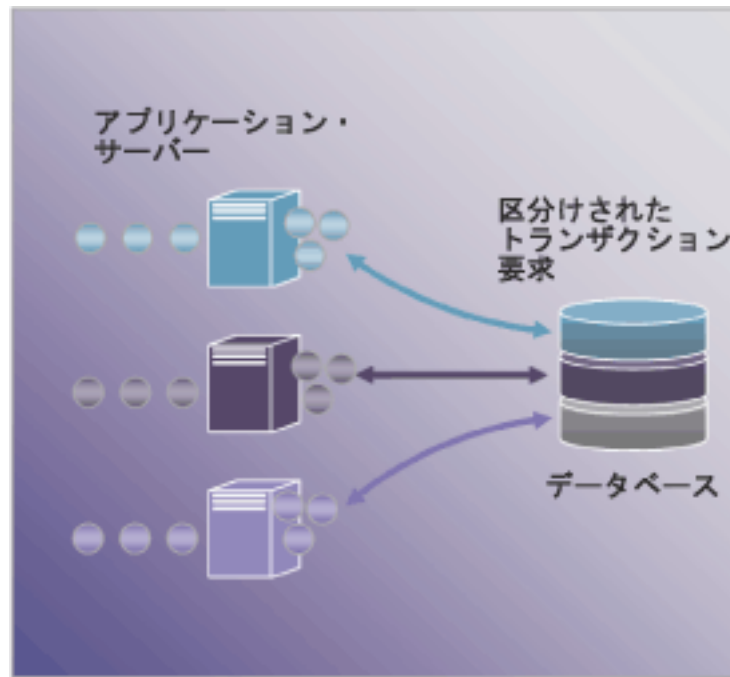 アプリケーション・
サーバー
区分けされた
トランザクション
要求
データベース